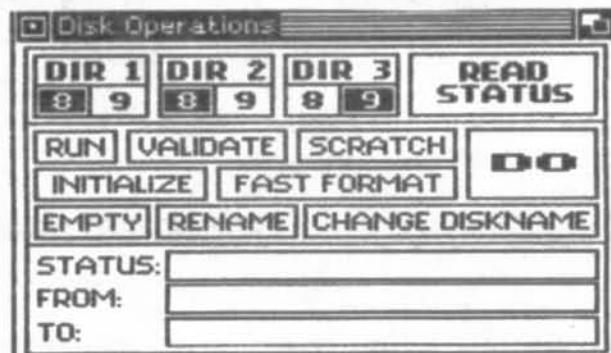 Disk Operations
DIR 1 DIR 2 DIR 3 READ STATUS
8 9 8 9 8 9
RUN VALIDATE SCRATCH DO
INITIALIZE FAST FORMAT
EMPTY RENAME CHANGE DISKNAME
STATUS:
FROM:
TO: